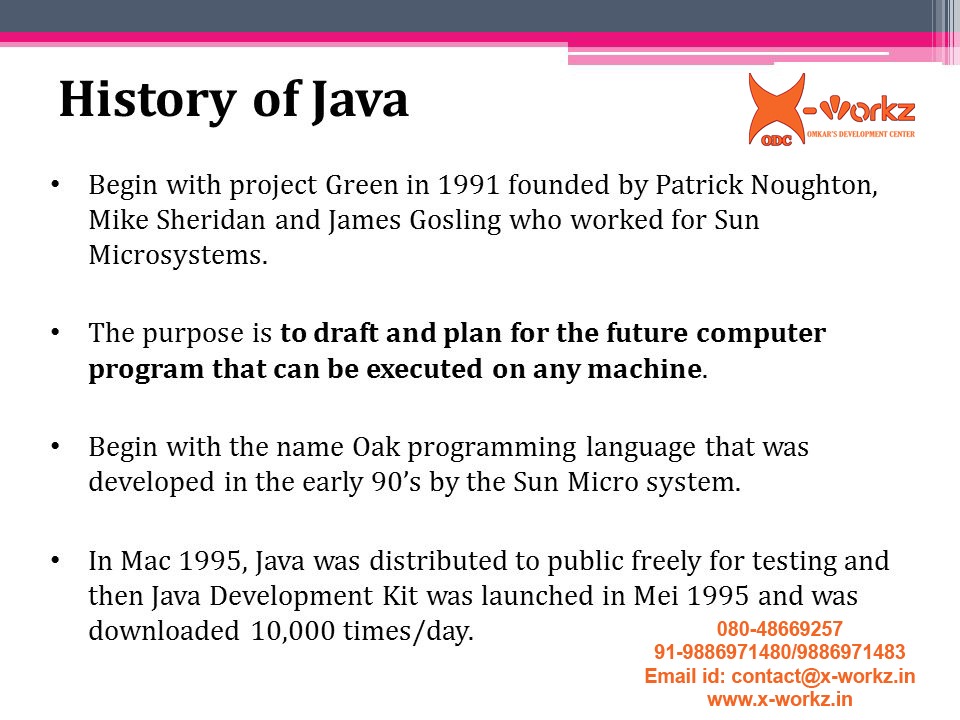 History of Java
X-WORKZ
ODC
OMKAR'S DEVELOPMENT CENTER
• Begin with project Green in 1991 founded by Patrick Noughton,
Mike Sheridan and James Gosling who worked for Sun
Microsystems.
• The purpose is to draft and plan for the future computer
program that can be executed on any machine.
• Begin with the name Oak programming language that was
developed in the early 90’s by the Sun Micro system.
• In Mac 1995, Java was distributed to public freely for testing and
then Java Development Kit was launched in Mei 1995 and was
downloaded 10,000 times/day.
080-48669257
91-9886971480/9886971483
Email id: contact@x-workz.in
www.x-workz.in